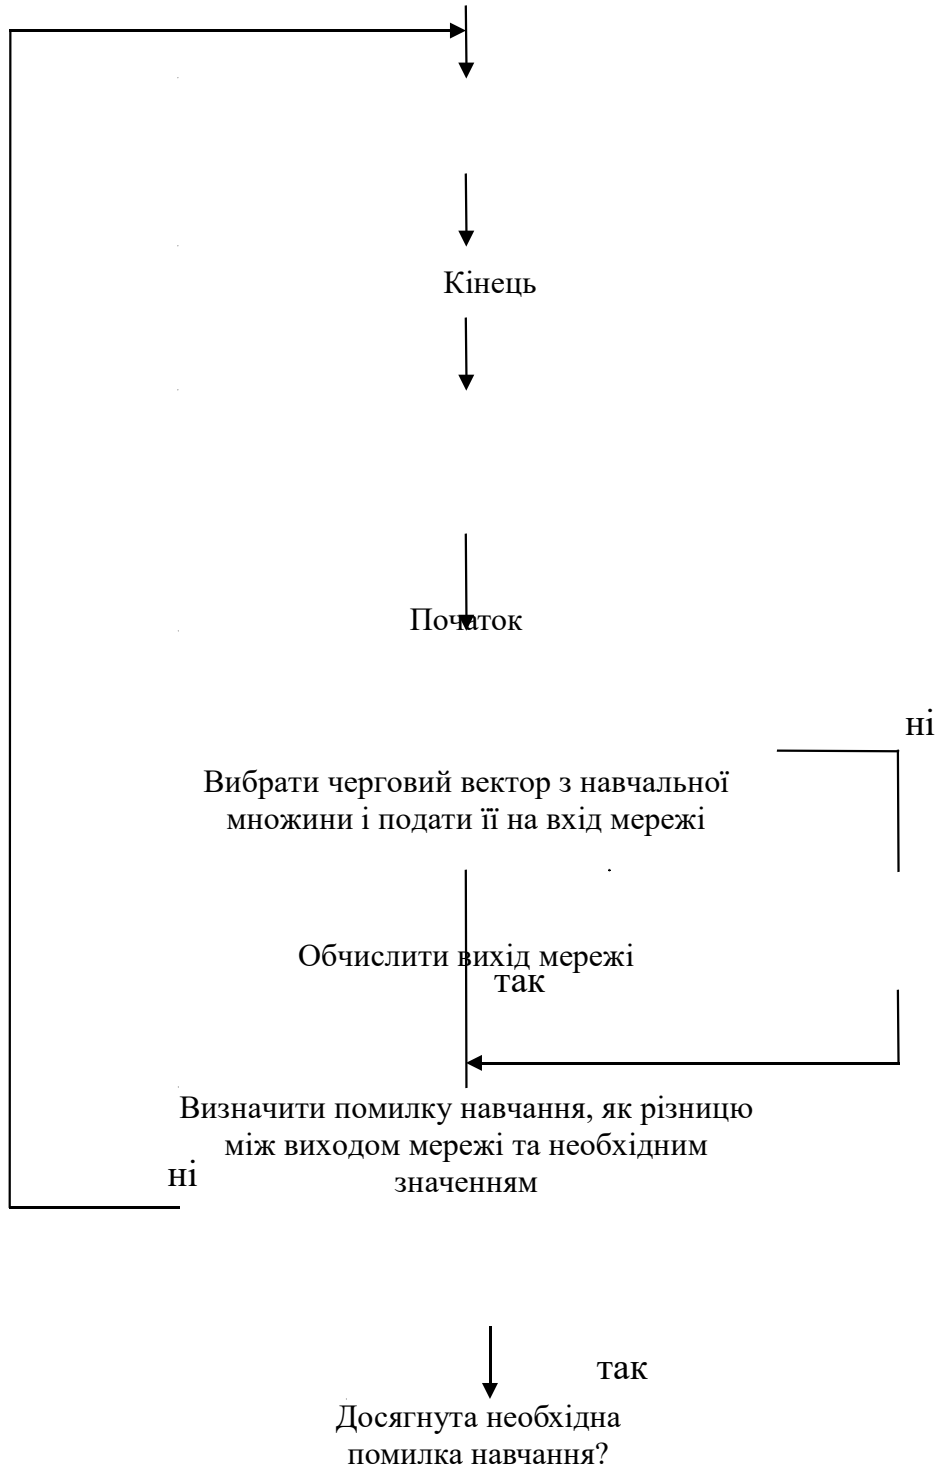 Кінець
Початок
ні
Вибрати черговий вектор з навчальної
множини і подати її на вхід мережі
Обчислити вихід мережі
так
Визначити помилку навчання, як різницю
між виходом мережі та необхідним
значенням
ні
так
Досягнута необхідна
помилка навчання?